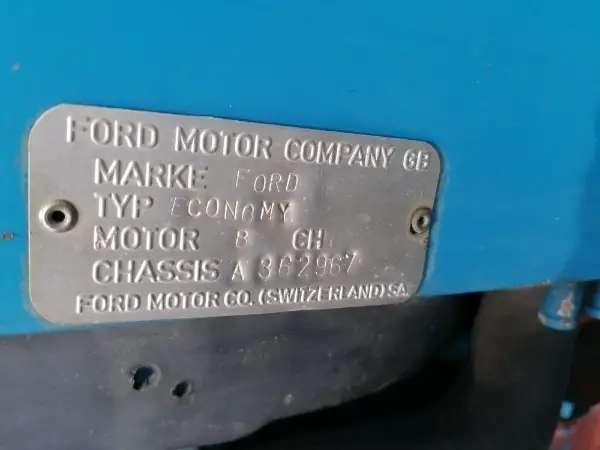 FORD MOTOR COMPANY GB
MARKE FORD
TYP ECONOMY
MOTOR B CH
CHASSIS A 362967
FORD MOTOR CO. (SWITZERLAND) SA.